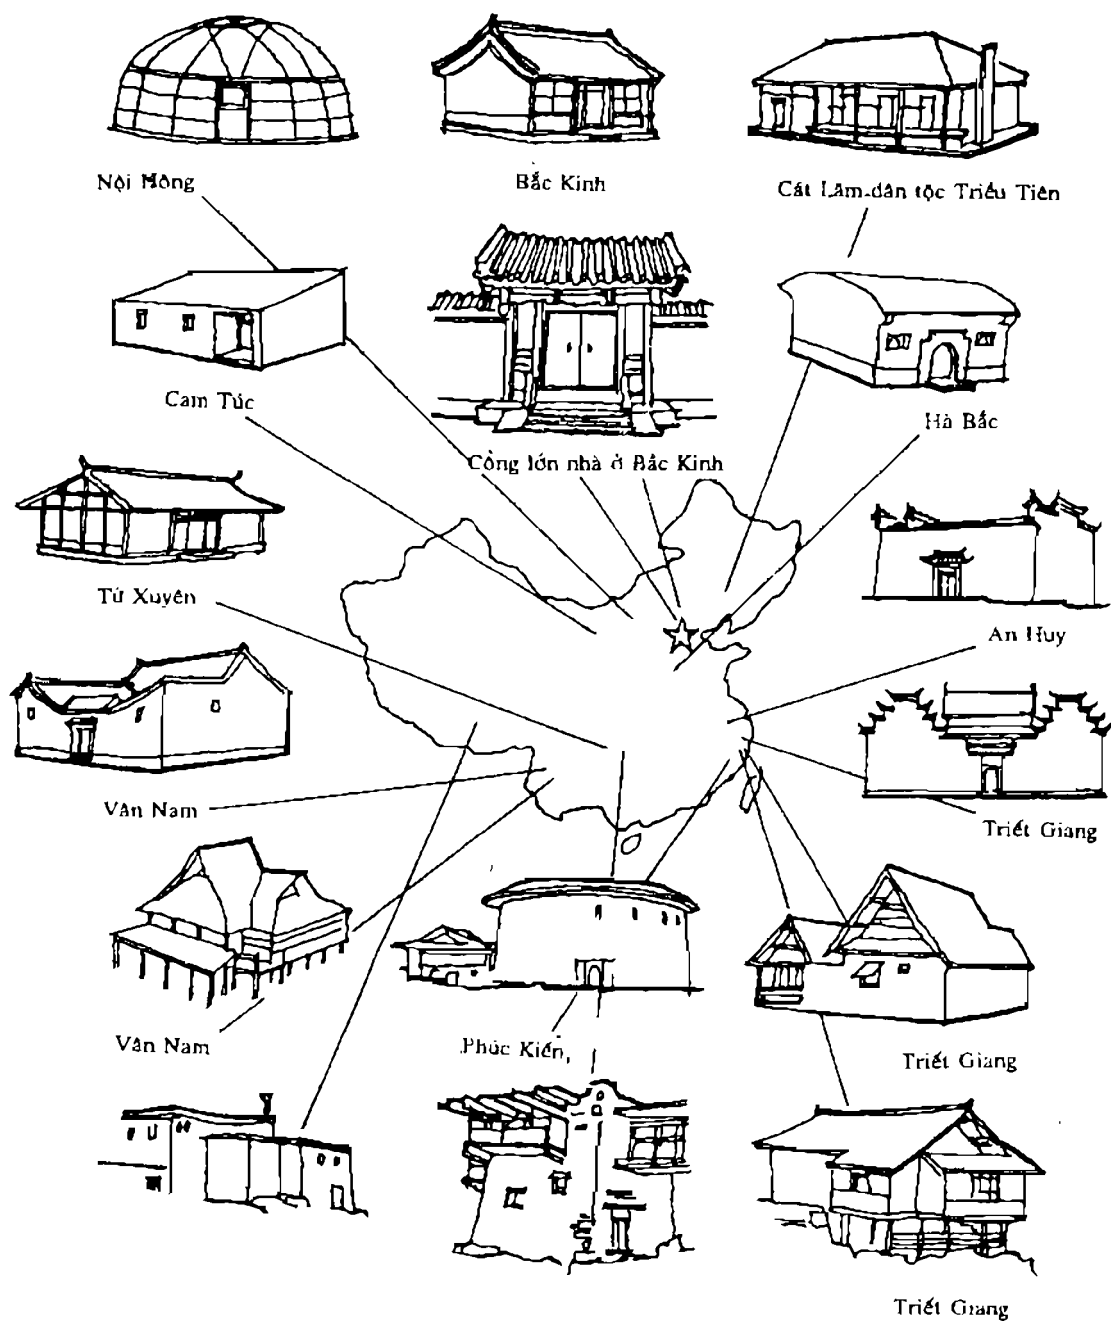 Nội Mông
Bắc Kinh
Cát Lâm-dân tộc Triều Tiên
Cam Túc
Hà Bắc
Cổng lớn nhà ở Bắc Kinh
Tứ Xuyên
An Huy
Vân Nam
Triết Giang
Vân Nam
Phúc Kiến
Triết Giang
Triết Giang